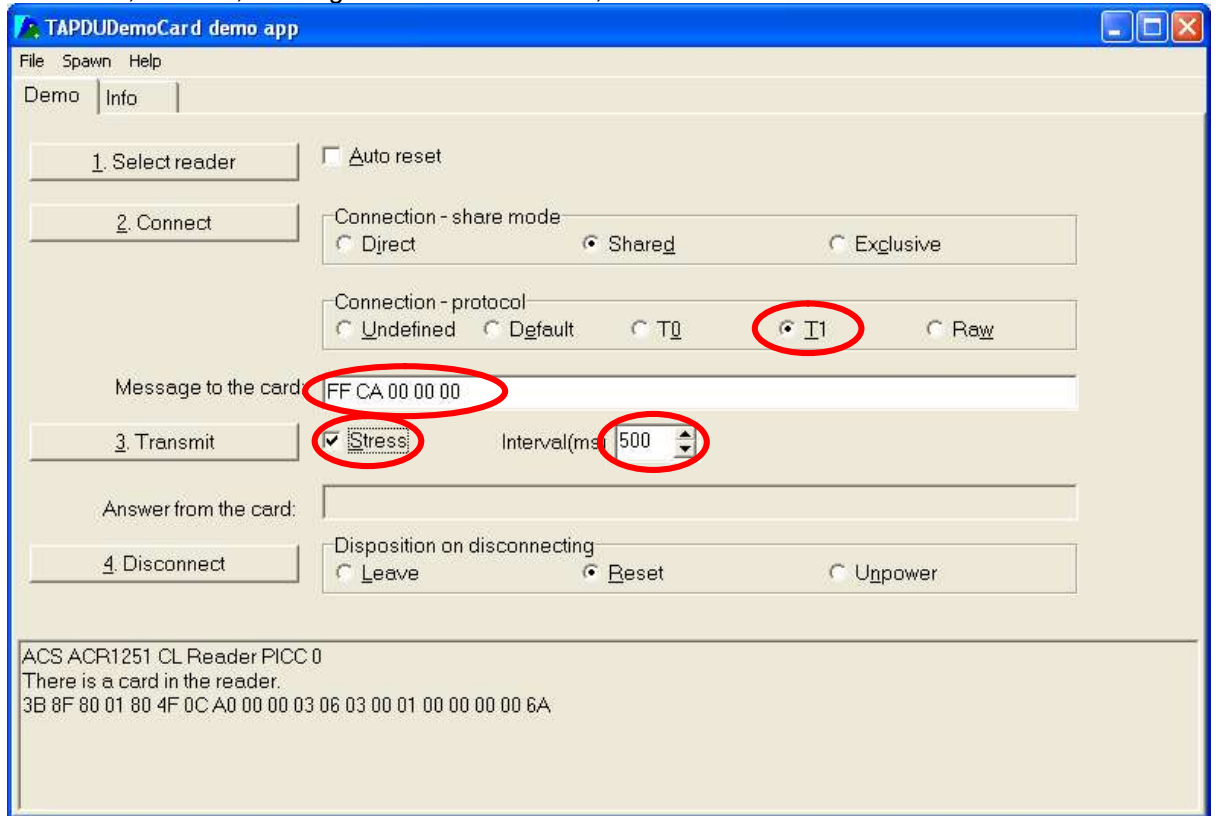 TAPDUDemoCard demo app
File Spawn Help
Demo Info
1. Select reader Auto reset
2. Connect Connection - share mode
Direct Shared Exclusive
Connection - protocol
Undefined Default T0 T1 Raw
Message to the card: FF CA 00 00 00
3. Transmit Stress Interval(ms) 500
Answer from the card:
4. Disconnect Disposition on disconnecting
Leave Reset Unpower
ACS ACR1251 CL Reader PICC 0
There is a card in the reader.
3B 8F 80 01 80 4F 0C A0 00 00 03 06 03 00 01 00 00 00 00 6A